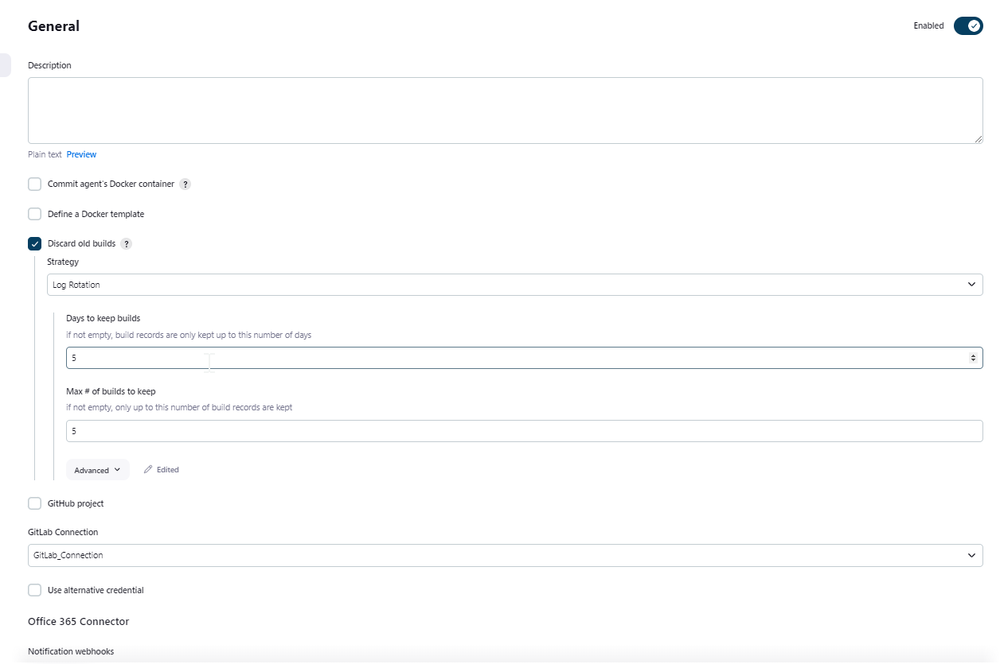 General
Enabled
Description
Plain text Preview
Commit agent's Docker container ?
Define a Docker template
Discard old builds ?
Strategy
Log Rotation
Days to keep builds
if not empty, build records are only kept up to this number of days
5
Max # of builds to keep
if not empty, only up to this number of build records are kept
5
Advanced Edited
GitHub project
GitLab Connection
GitLab_Connection
Use alternative credential
Office 365 Connector
Notification webhooks